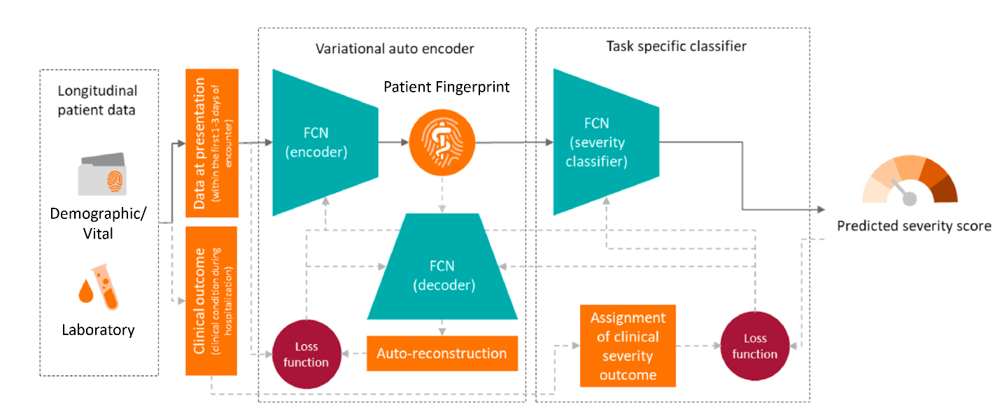 Variational auto encoder
Task specific classifier
Longitudinal
patient data
Demographic/
Vital
Laboratory
Data at presentation
(within the first 1-3 days of
encounter)
Clinical outcome
(clinical condition during
hospitalization)
FCN
(encoder)
Patient Fingerprint
FCN
(decoder)
Auto-reconstruction
Loss
function
FCN
(severity
classifier)
Assignment
of clinical
severity
outcome
Loss
function
Predicted severity score